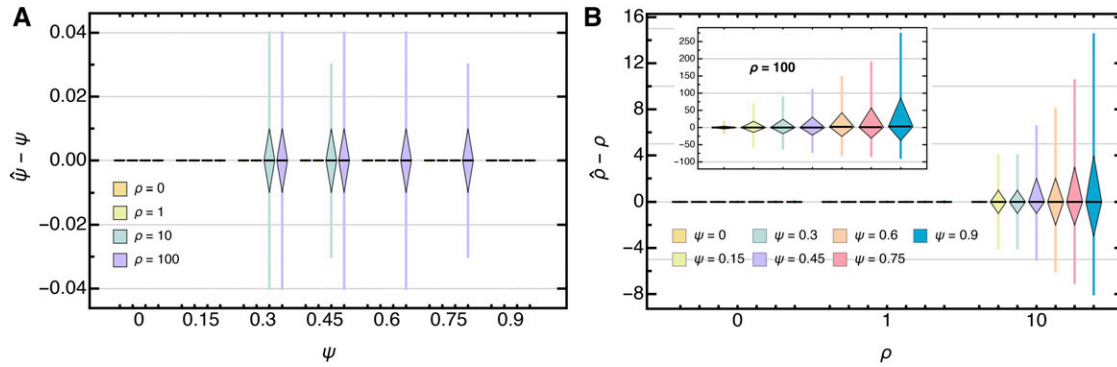 A
0.04
0.02
0.00
−0.02
−0.04
ψ̂ − ψ
ρ = 0
ρ = 1
ρ = 10
ρ = 100
0 0.15 0.3 0.45 0.6 0.75 0.9
ψ
B
16
12
8
4
0
−4
−8
ρ̂ − ρ
250
200
150
100
50
0
−50
−100
ρ = 100
ψ = 0 ψ = 0.3 ψ = 0.6 ψ = 0.9
ψ = 0.15 ψ = 0.45 ψ = 0.75
0 1 10
ρ